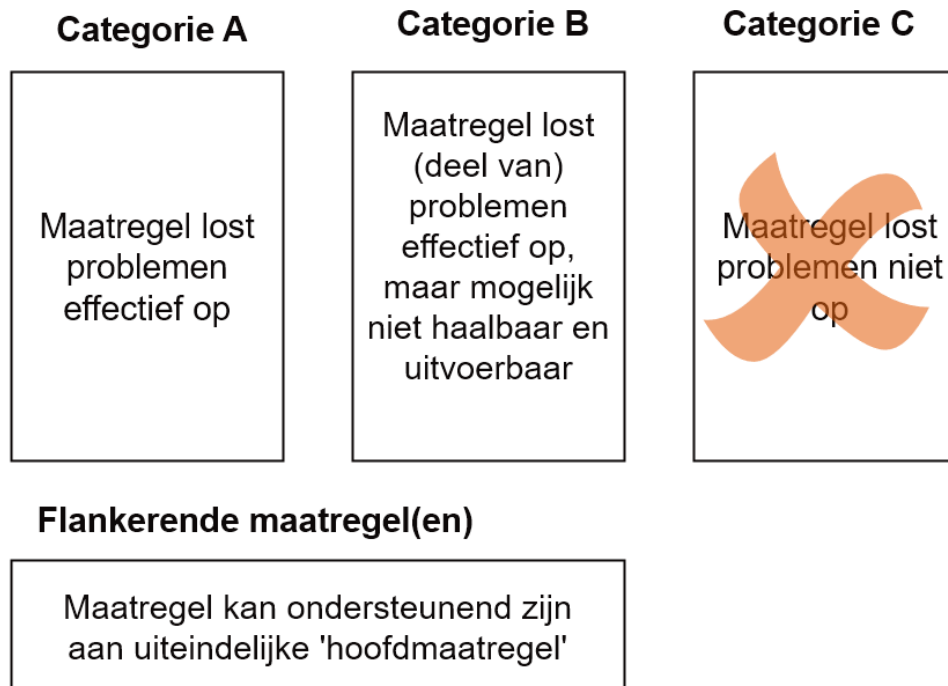 Categorie A
Maatregel lost
problemen
effectief op
Categorie B
Maatregel lost
(deel van)
problemen
effectief op,
maar mogelijk
niet haalbaar en
uitvoerbaar
Categorie C
Maatregel lost
problemen niet
op
Flankerende maatregel(en)
Maatregel kan ondersteunend zijn
aan uiteindelijke 'hoofdmaatregel'